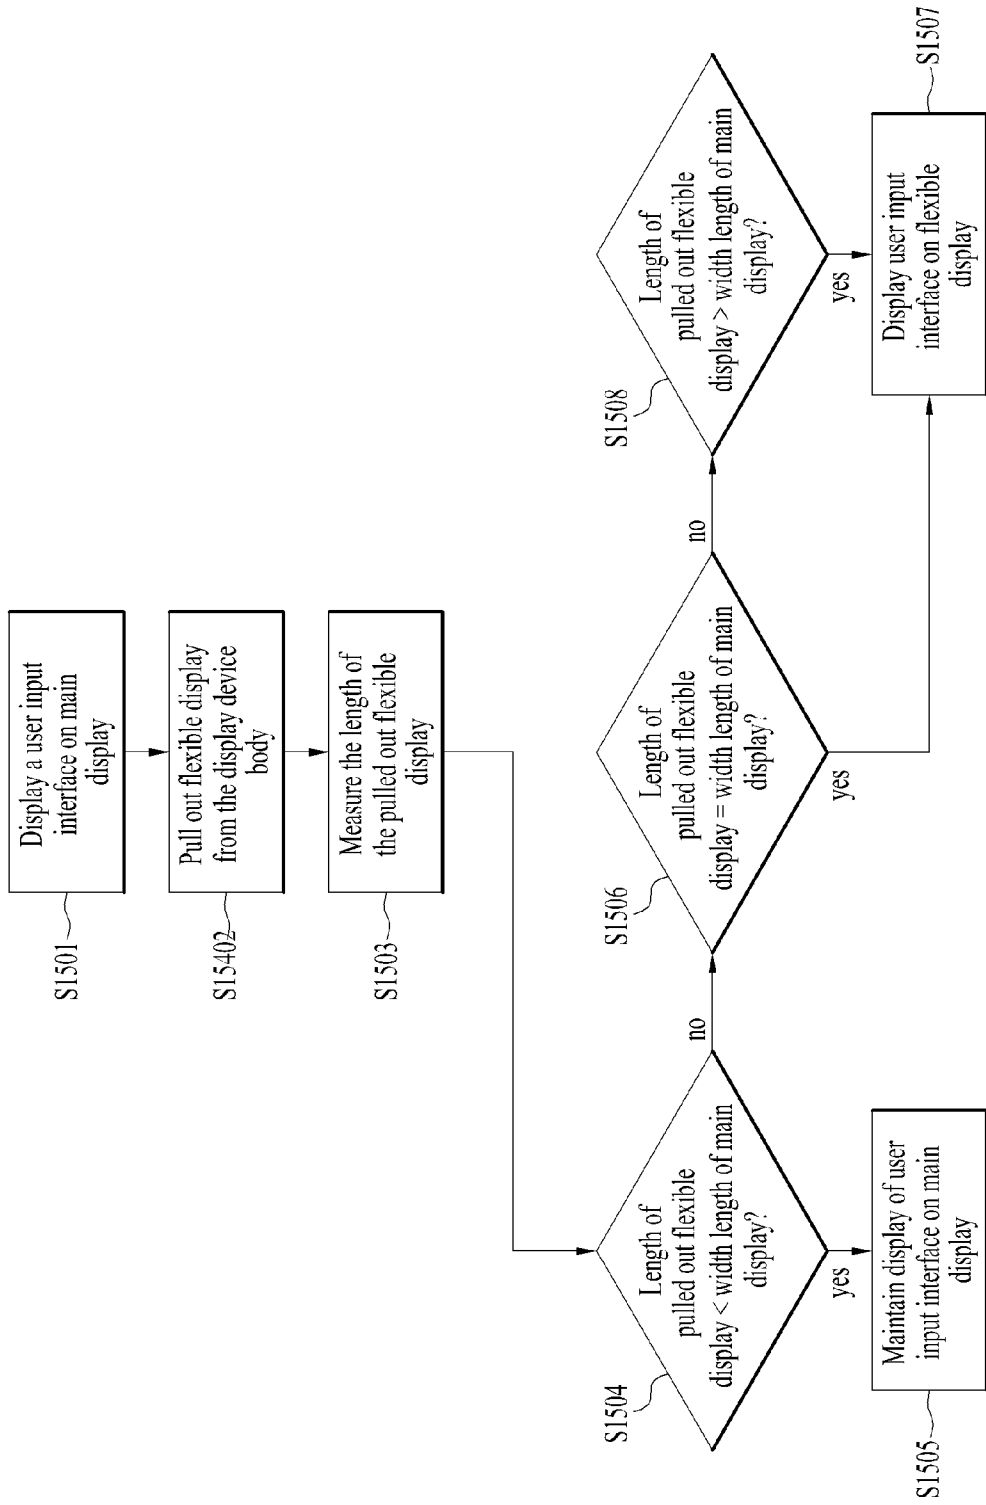 Display a user input
interface on main
display
S1501
Pull out flexible display
from the display device
body
S15402
Measure the length of
the pulled out flexible
display
S1503
Length of
pulled out flexible
display < width length of main
display?
S1504
no
yes
Maintain display of user
input interface on main
display
S1505
Length of
pulled out flexible
display = width length of main
display?
S1506
no
yes
Length of
pulled out flexible
display > width length of main
display?
S1508
yes
Display user input
interface on flexible
display
S1507